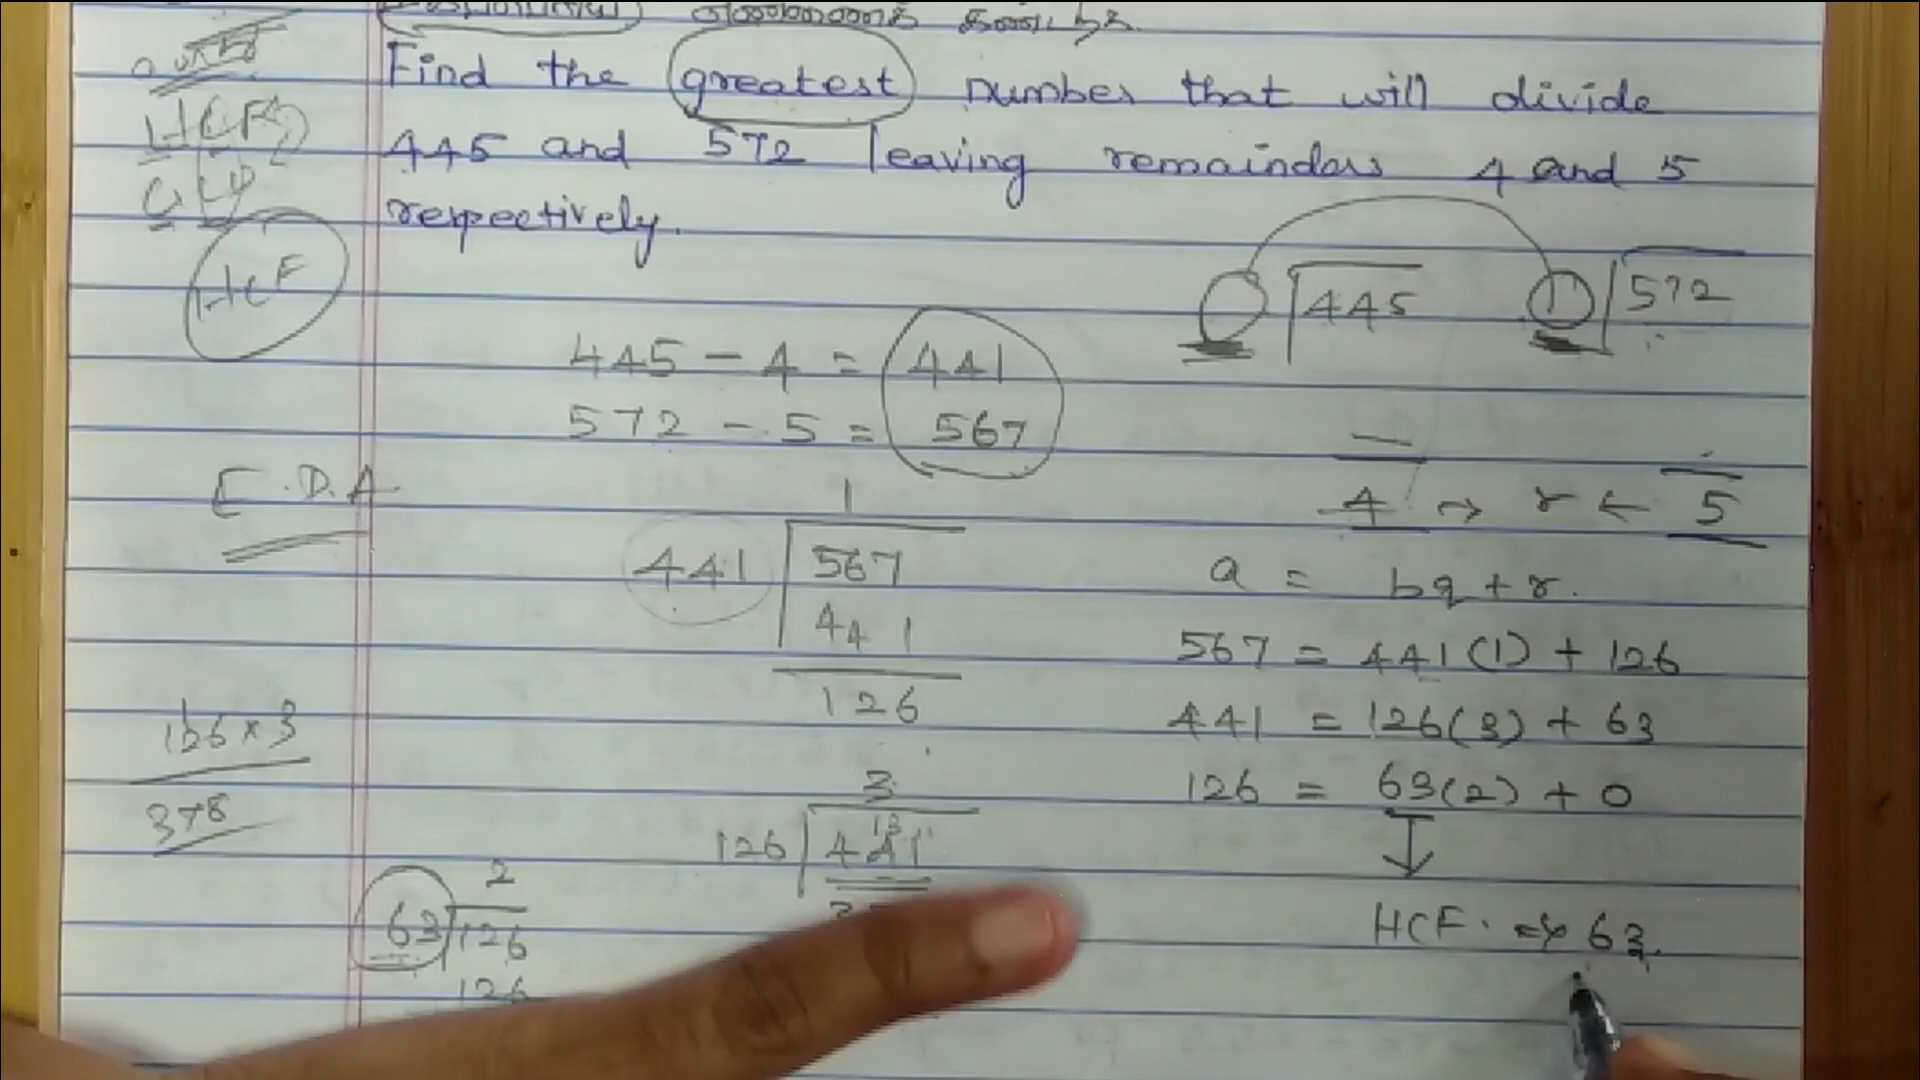 Find the greatest number that will divide
445 and 572 leaving remaindars 4 and 5
respectively.
HCF
HCF
445 - 4 = 441
572 - 5 = 567
445
572
4 → r ← 5
E.D.A
1
441 567
441
126
a = bq + r.
567 = 441(1) + 126
441 = 126(3) + 63
126 = 63(2) + 0
HCF. => 63.
126 x 3
378
3
126 441
2
63 126
126